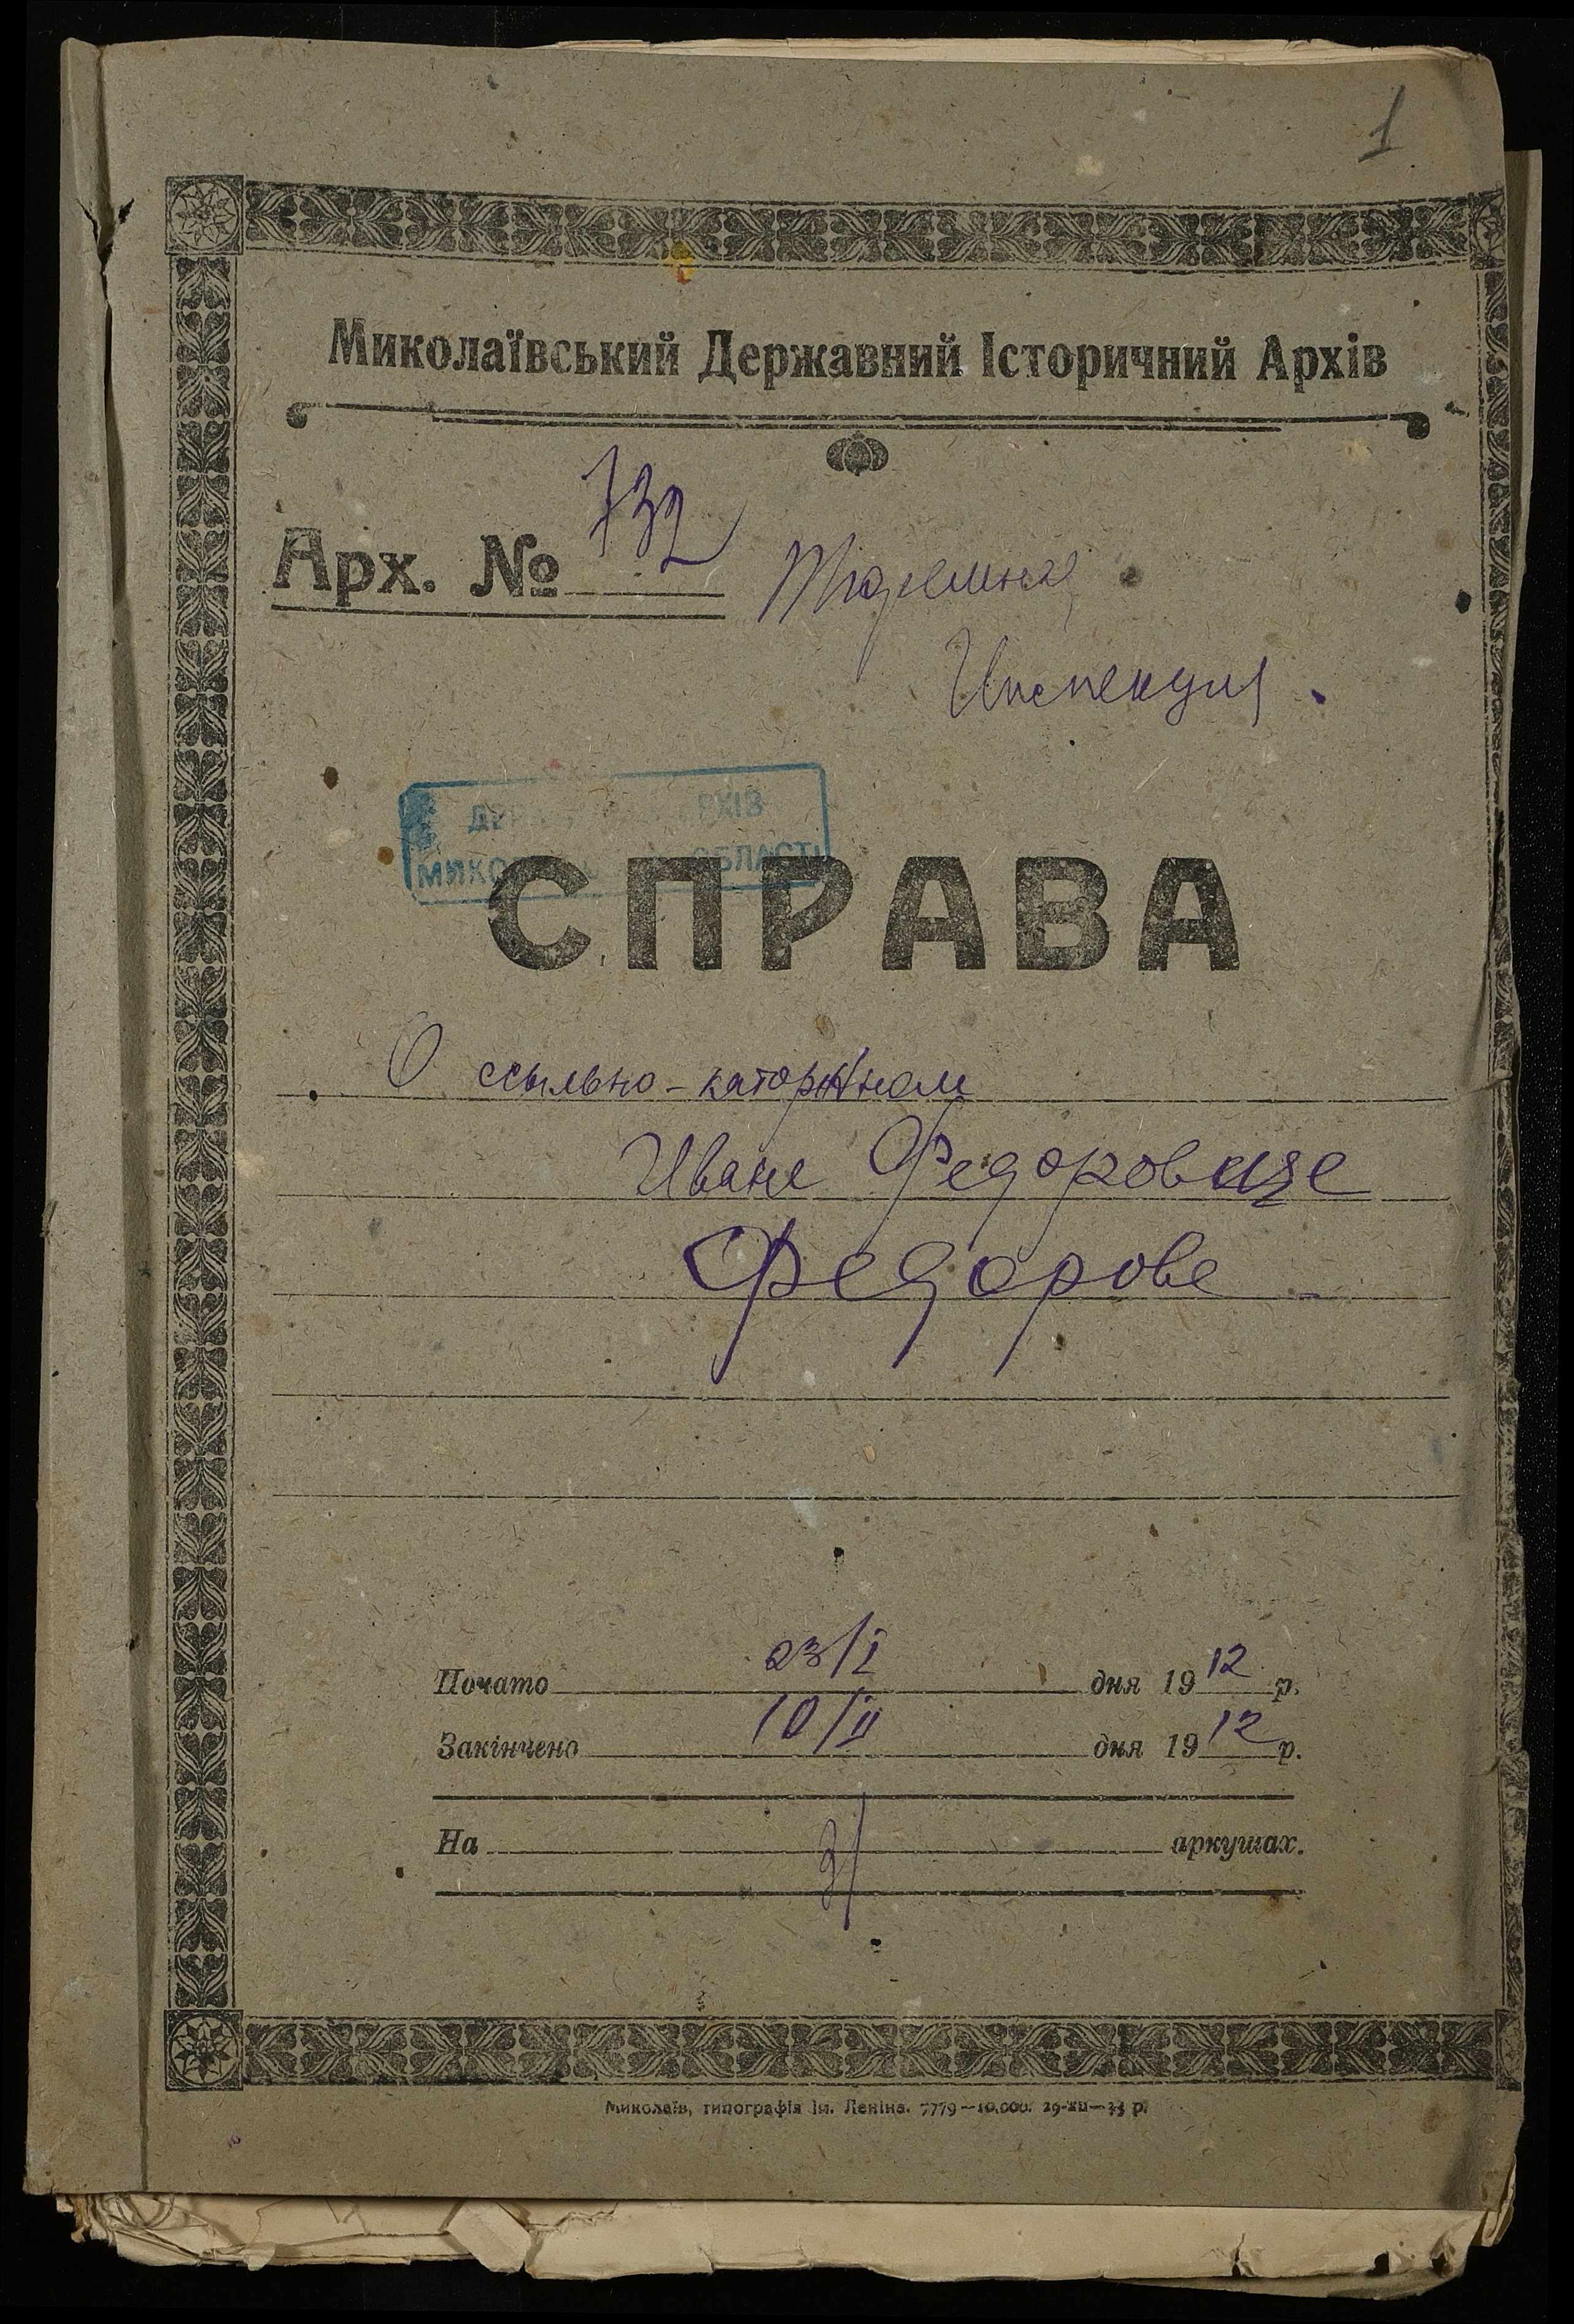 1
Миколаївський Державний Історичний Архів
Арх. № 732
Тюремная
Инспекция.
АРХІВ
ОБЛАСТІ
СПРАВА
О ссыльно-каторжном
Иване Федоровиче
Федорове
Почато 23/I дня 1912 р.
Закінчено 10/II дня 1912 р.
На 31 аркушах.
Миколаїв, типографія ім. Леніна. 7779—10.000. 29-XII—33 р.